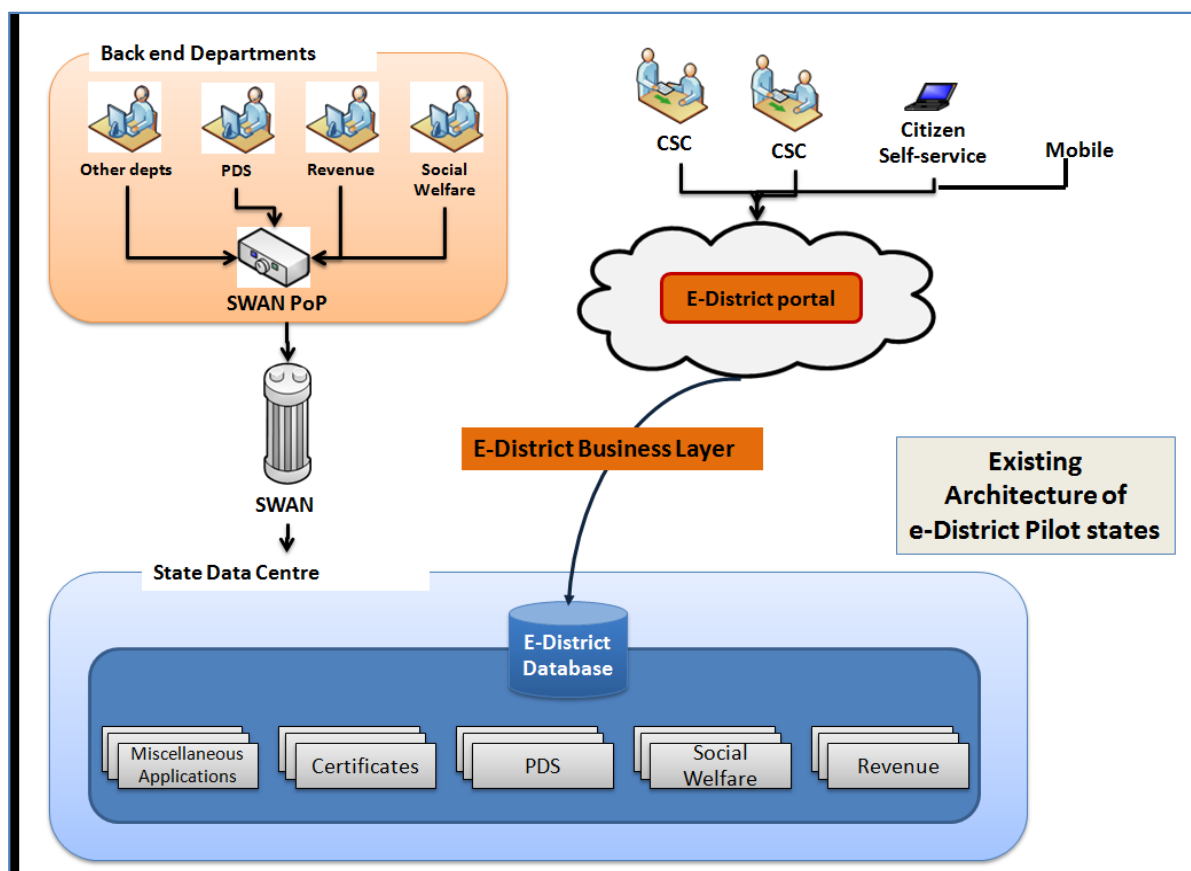 Back end Departments
Other depts
PDS
Revenue
Social
Welfare
SWAN PoP
SWAN
CSC
CSC
Citizen
Self-service
Mobile
E-District portal
E-District Business Layer
Existing
Architecture of
e-District Pilot states
State Data Centre
E-District
Database
Miscellaneous
Applications
Certificates
PDS
Social
Welfare
Revenue